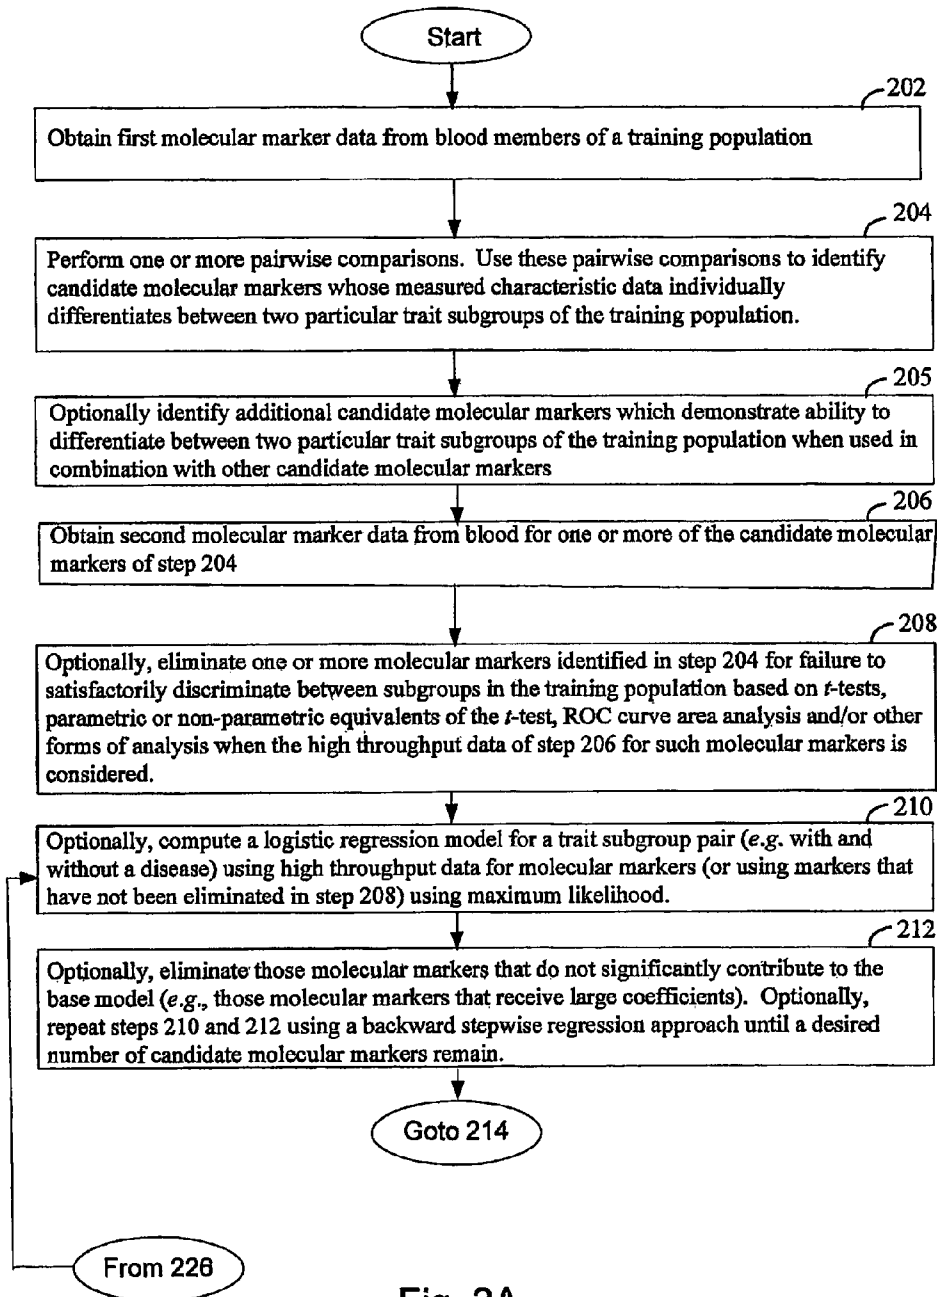 Start
202
Obtain first molecular marker data from blood members of a training population
204
Perform one or more pairwise comparisons. Use these pairwise comparisons to identify
candidate molecular markers whose measured characteristic data individually
differentiates between two particular trait subgroups of the training population.
205
Optionally identify additional candidate molecular markers which demonstrate ability to
differentiate between two particular trait subgroups of the training population when used in
combination with other candidate molecular markers
206
Obtain second molecular marker data from blood for one or more of the candidate molecular
markers of step 204
208
Optionally, eliminate one or more molecular markers identified in step 204 for failure to
satisfactorily discriminate between subgroups in the training population based on t-tests,
parametric or non-parametric equivalents of the t-test, ROC curve area analysis and/or other
forms of analysis when the high throughput data of step 206 for such molecular markers is
considered.
210
Optionally, compute a logistic regression model for a trait subgroup pair (e.g. with and
without a disease) using high throughput data for molecular markers (or using markers that
have not been eliminated in step 208) using maximum likelihood.
212
Optionally, eliminate those molecular markers that do not significantly contribute to the
base model (e.g., those molecular markers that receive large coefficients). Optionally,
repeat steps 210 and 212 using a backward stepwise regression approach until a desired
number of candidate molecular markers remain.
Goto 214
From 226
Fig. 2A